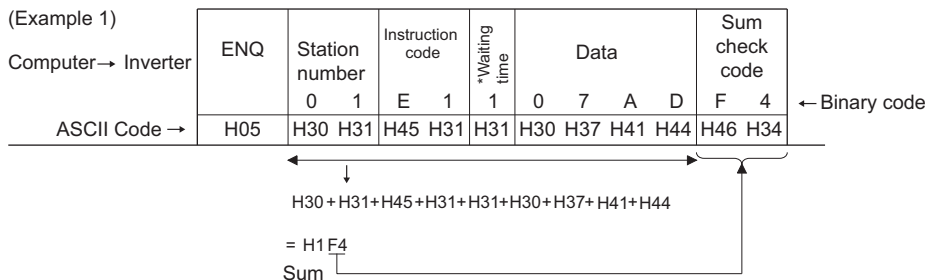 (Example 1)
Computer→ Inverter
ENQ
Station number
Instruction code
*Waiting time
Data
Sum check code
0 1 E 1 1 0 7 A D F 4
← Binary code
ASCII Code →
H05 H30 H31 H45 H31 H31 H30 H37 H41 H44 H46 H34
H30+H31+H45+H31+H31+H30+H37+H41+H44
= H1F4
Sum